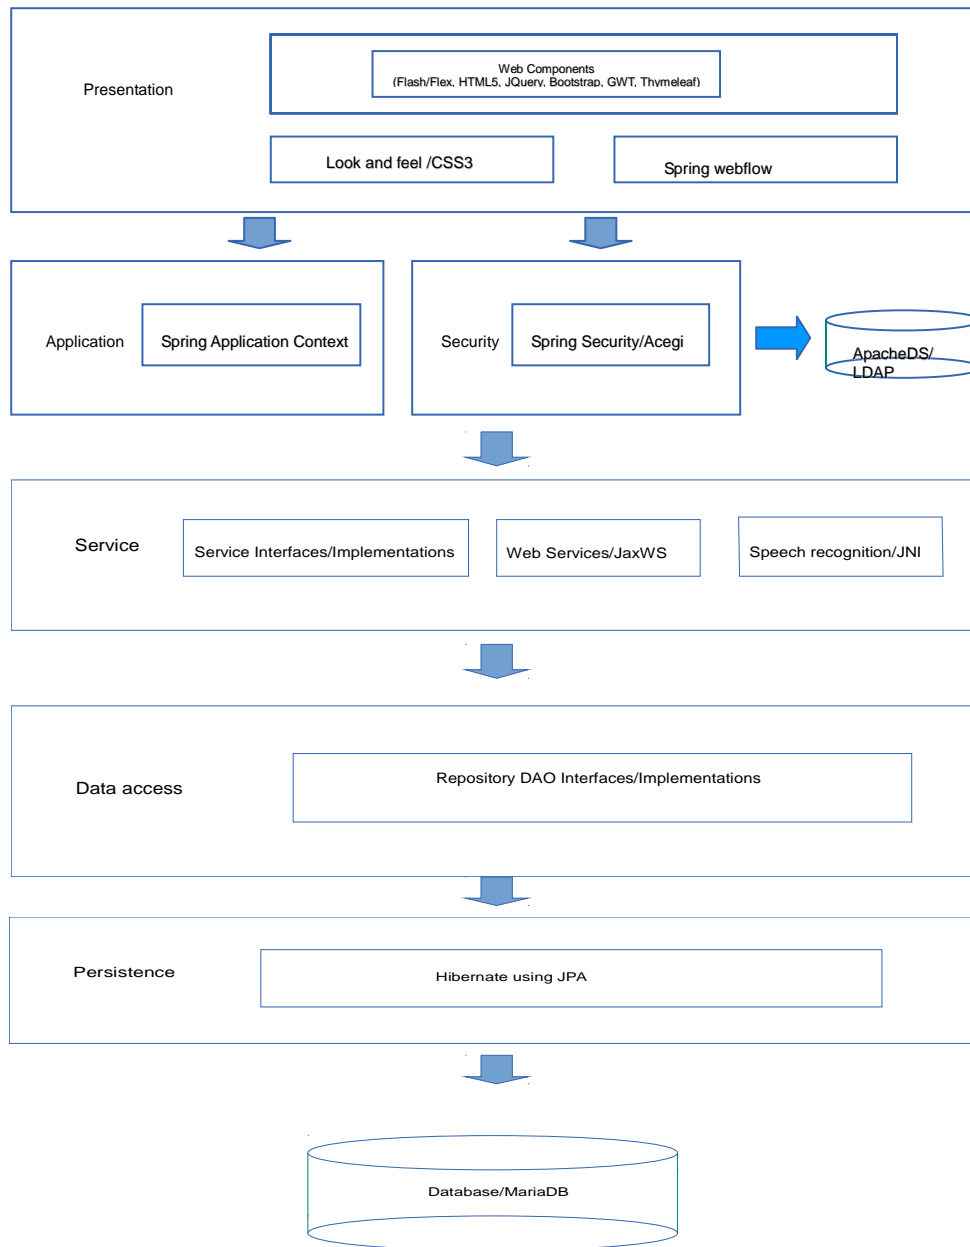 Web Components
(Flash/Flex, HTML5, JQuery, Bootstrap, GWT, Thymeleaf)
Presentation
Look and feel /CSS3
Spring webflow
Application
Spring Application Context
Security
Spring Security/Acegi
ApacheDS/
LDAP
Service
Service Interfaces/Implementations
Web Services/JaxWS
Speech recognition/JNI
Data access
Repository DAO Interfaces/Implementations
Persistence
Hibernate using JPA
Database/MariaDB